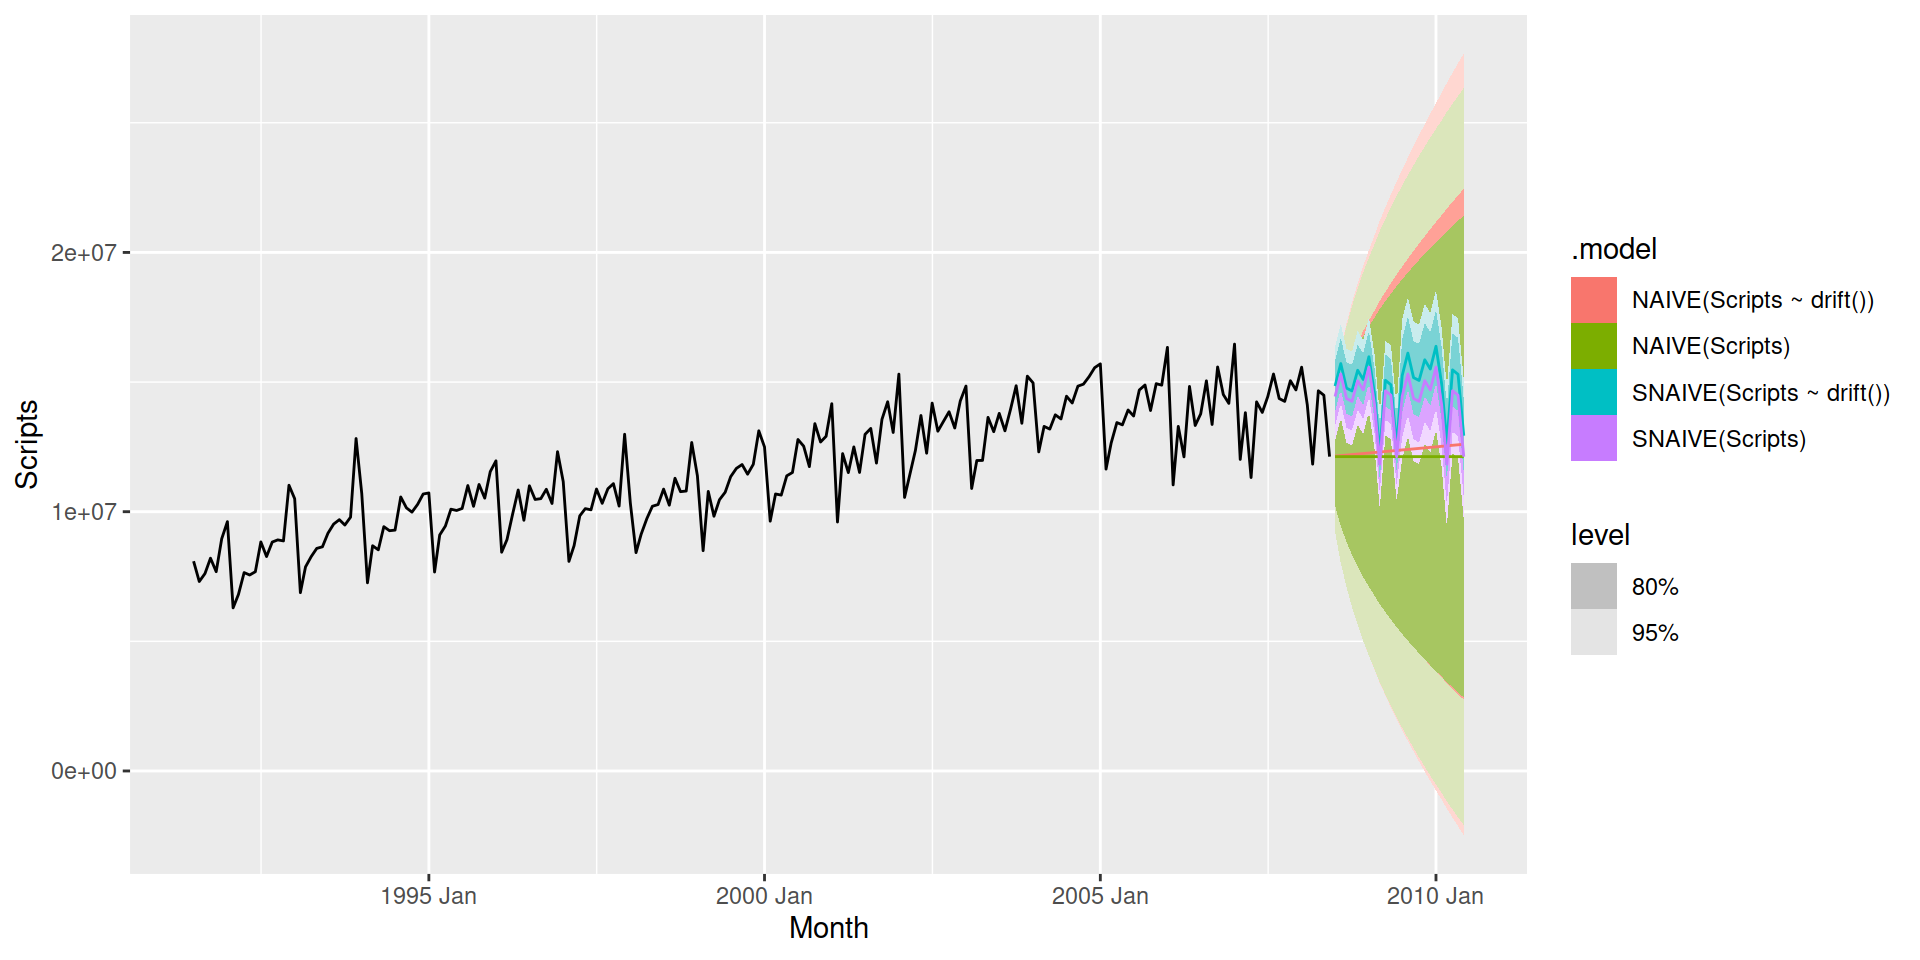 Scripts
2e+07
1e+07
0e+00
1995 Jan
2000 Jan
2005 Jan
2010 Jan
Month
.model
NAIVE(Scripts ~ drift())
NAIVE(Scripts)
SNAIVE(Scripts ~ drift())
SNAIVE(Scripts)
level
80%
95%